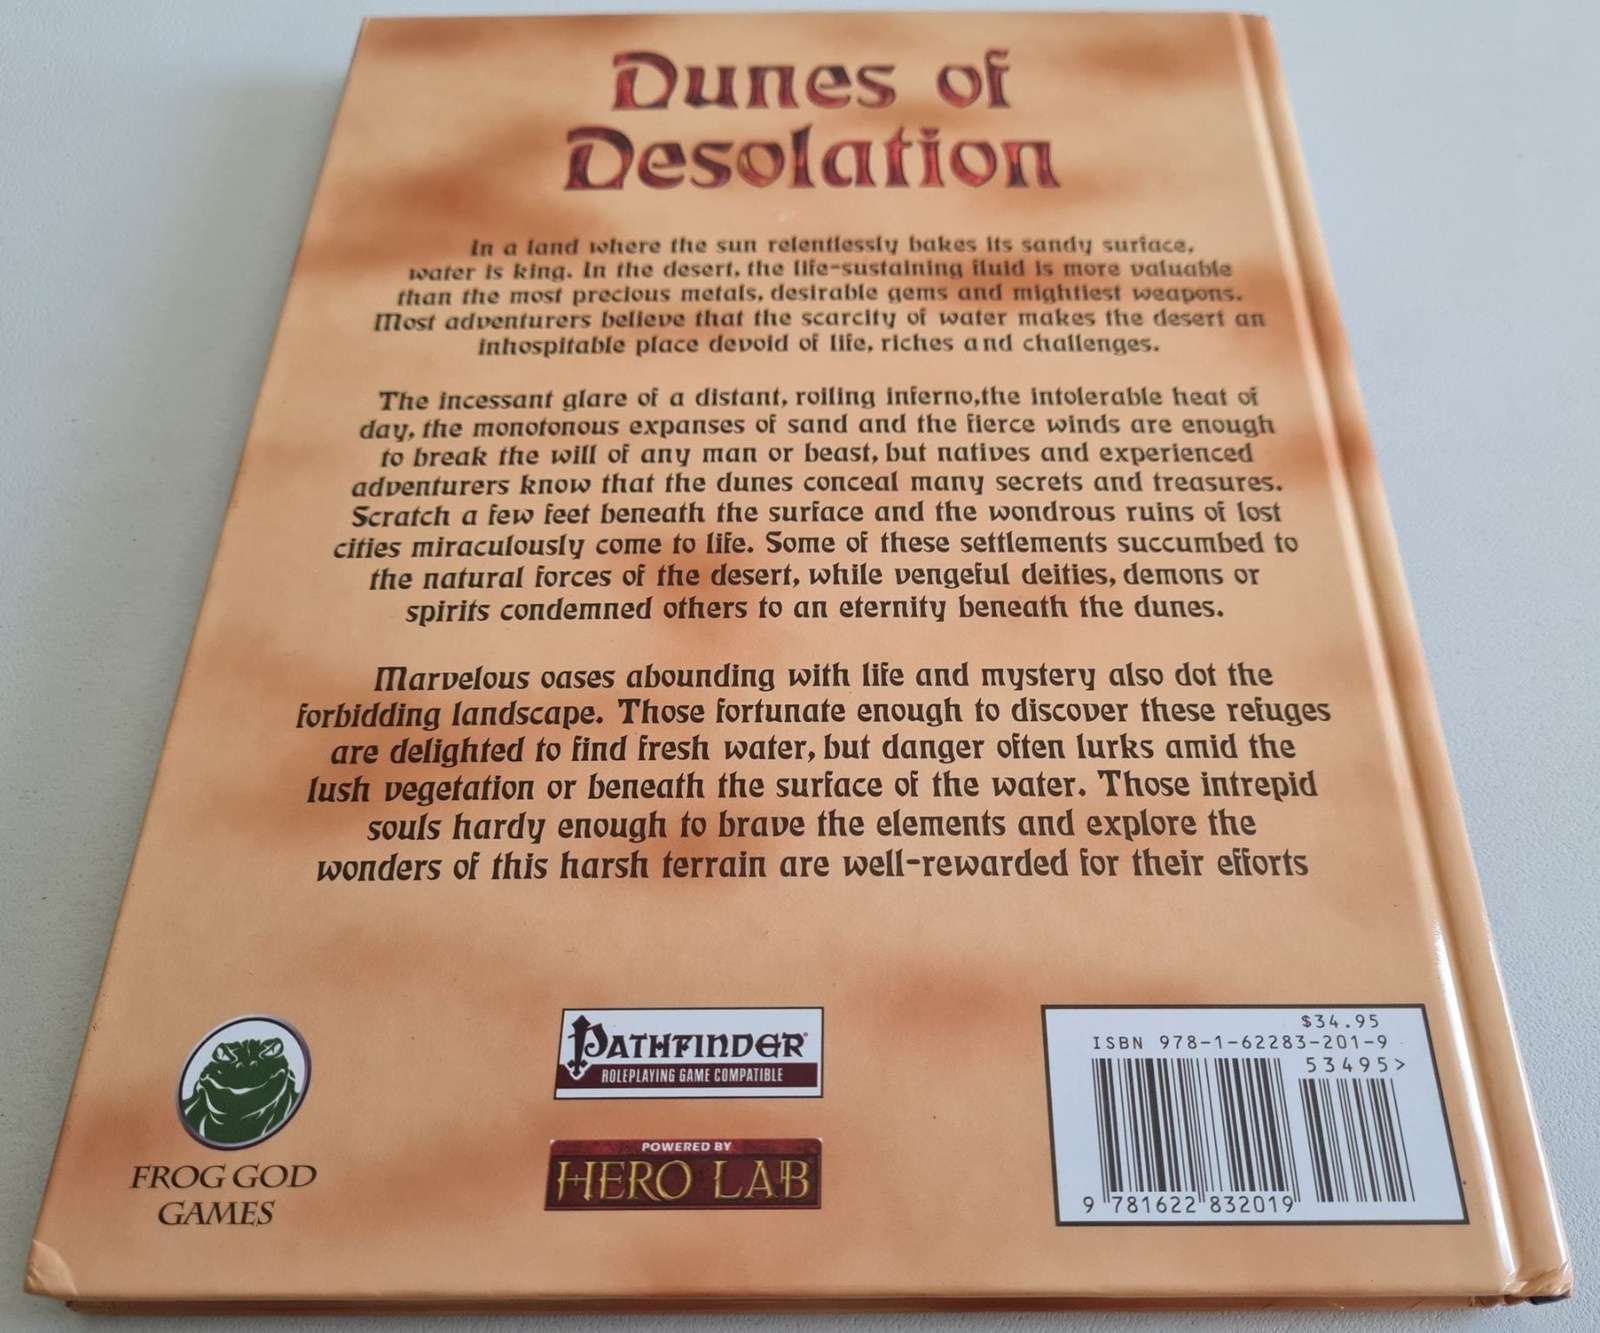 Dunes of
Desolation
In a land where the sun relentlessly bakes its sandy surface,
water is king. In the desert, the life-sustaining fluid is more valuable
than the most precious metals, desirable gems and mightiest weapons.
Most adventurers believe that the scarcity of water makes the desert an
inhospitable place devoid of life, riches and challenges.
The incessant glare of a distant, roiling inferno,the intolerable heat of
day, the monotonous expanses of sand and the fierce winds are enough
to break the will of any man or beast, but natives and experienced
adventurers know that the dunes conceal many secrets and treasures.
Scratch a few feet beneath the surface and the wondrous ruins of lost
cities miraculously come to life. Some of these settlements succumbed to
the natural forces of the desert, while vengeful deities, demons or
spirits condemned others to an eternity beneath the dunes.
Marvelous oases abounding with life and mystery also dot the
forbidding landscape. Those fortunate enough to discover these refuges
are delighted to find fresh water, but danger often lurks amid the
lush vegetation or beneath the surface of the water. Those intrepid
souls hardy enough to brave the elements and explore the
wonders of this harsh terrain are well-rewarded for their efforts
FROG GOD
GAMES
PATHFINDER®
ROLEPLAYING GAME COMPATIBLE
POWERED BY
HERO LAB
$34.95
ISBN 978-1-62283-201-9
53495>
9 781622 832019